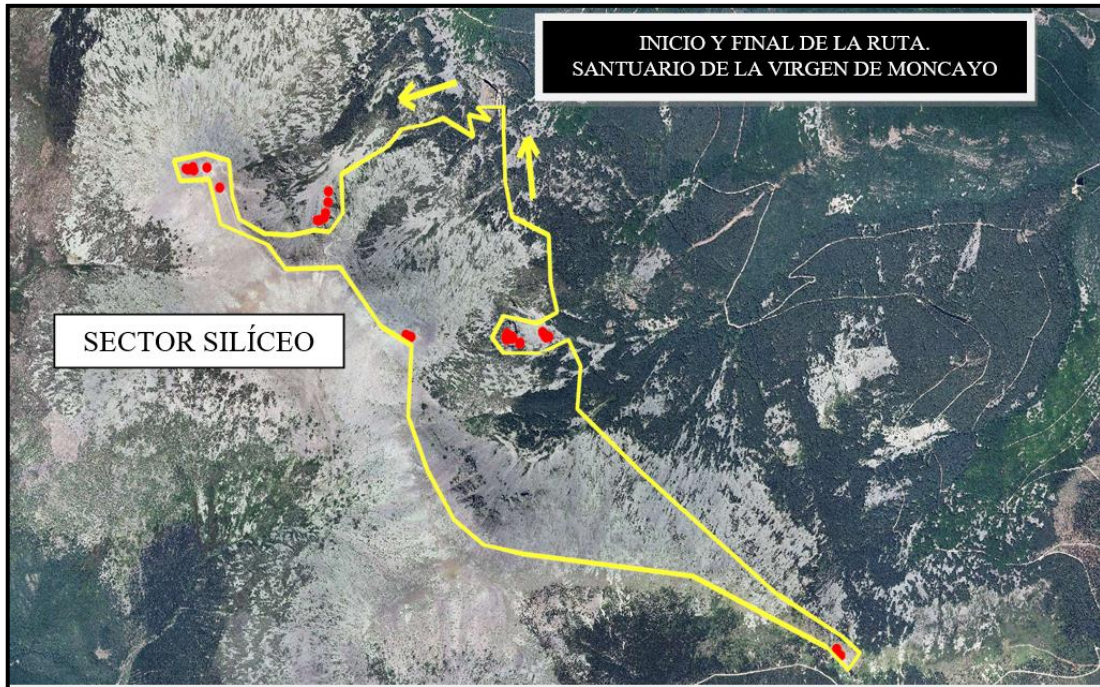 INICIO Y FINAL DE LA RUTA.
SANTUARIO DE LA VIRGEN DE MONCAYO
SECTOR SILÍCEO